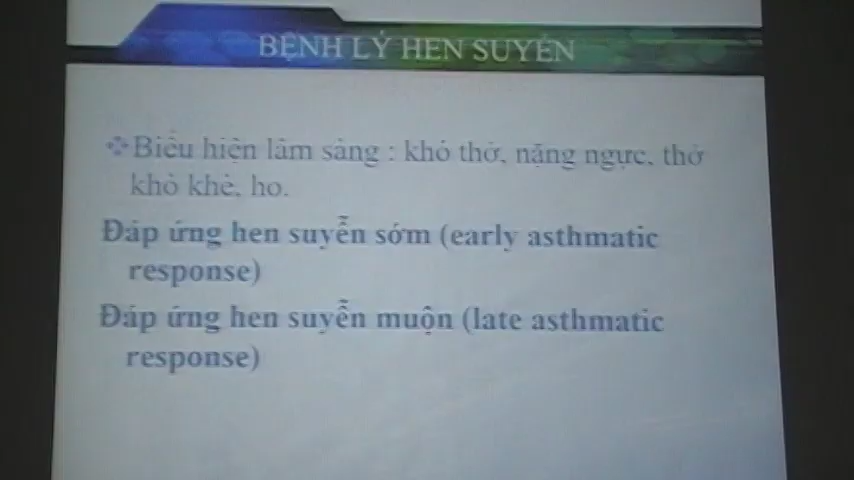 BỆNH LÝ HEN SUYỄN
Biểu hiện lâm sàng : khó thở, nặng ngực, thở
khò khè, ho.
Đáp ứng hen suyễn sớm (early asthmatic
response)
Đáp ứng hen suyễn muộn (late asthmatic
response)